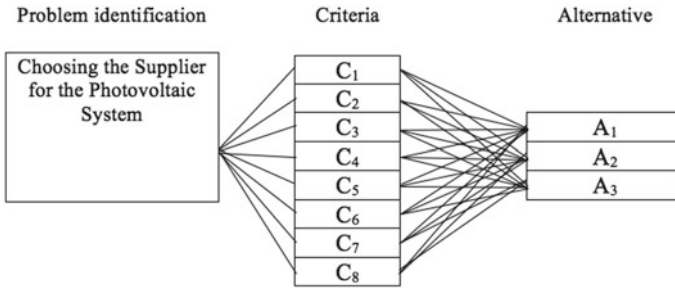 Problem identification
Criteria
Alternative
Choosing the Supplier
for the Photovoltaic
System
C₁
C₂
C₃
C₄
C₅
C₆
C₇
C₈
A₁
A₂
A₃